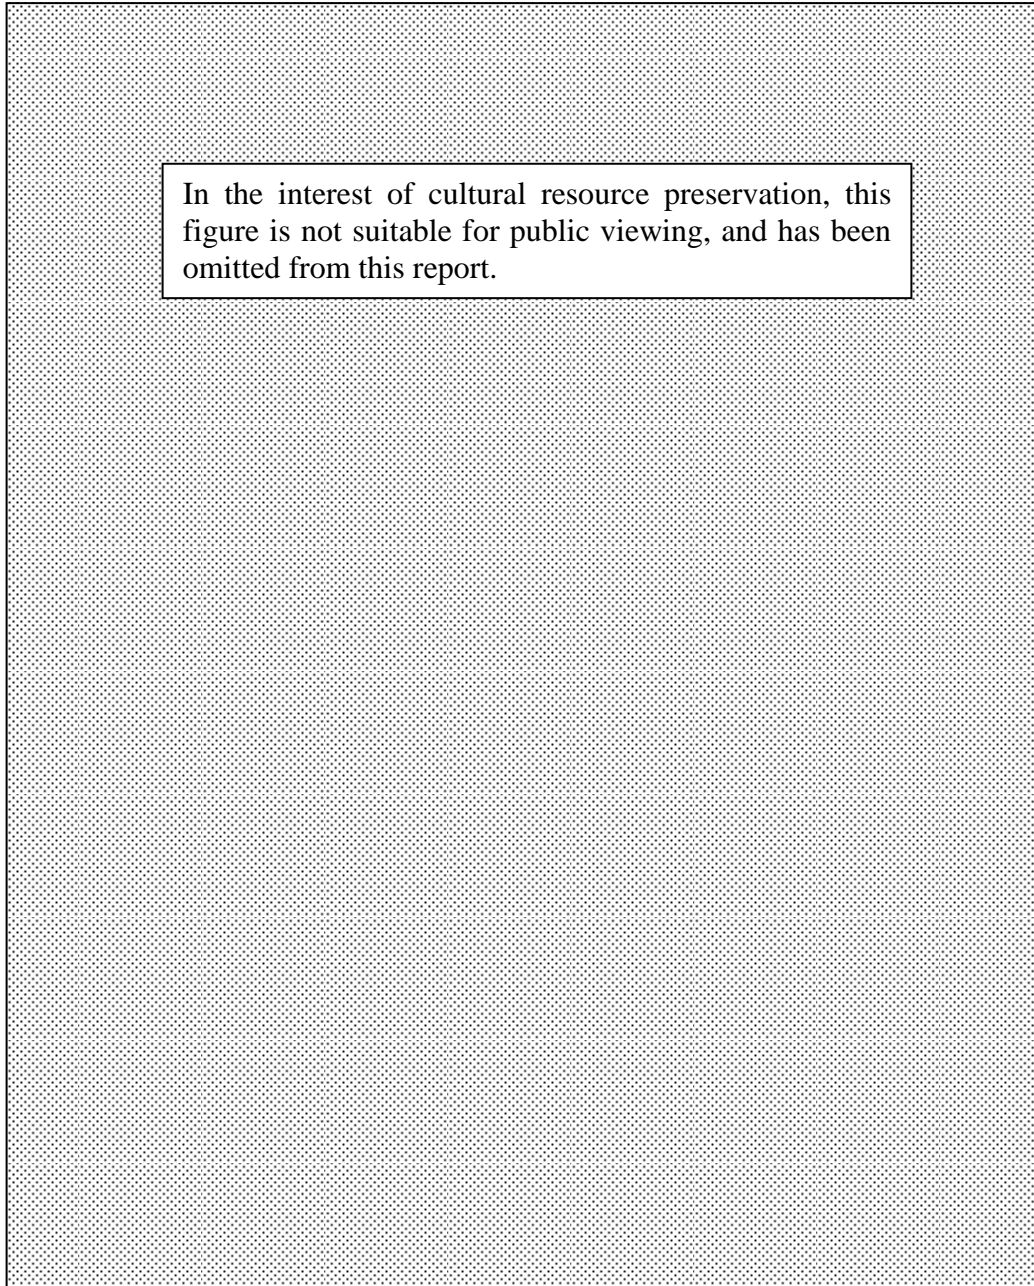 In the interest of cultural resource preservation, this
figure is not suitable for public viewing, and has been
omitted from this report.